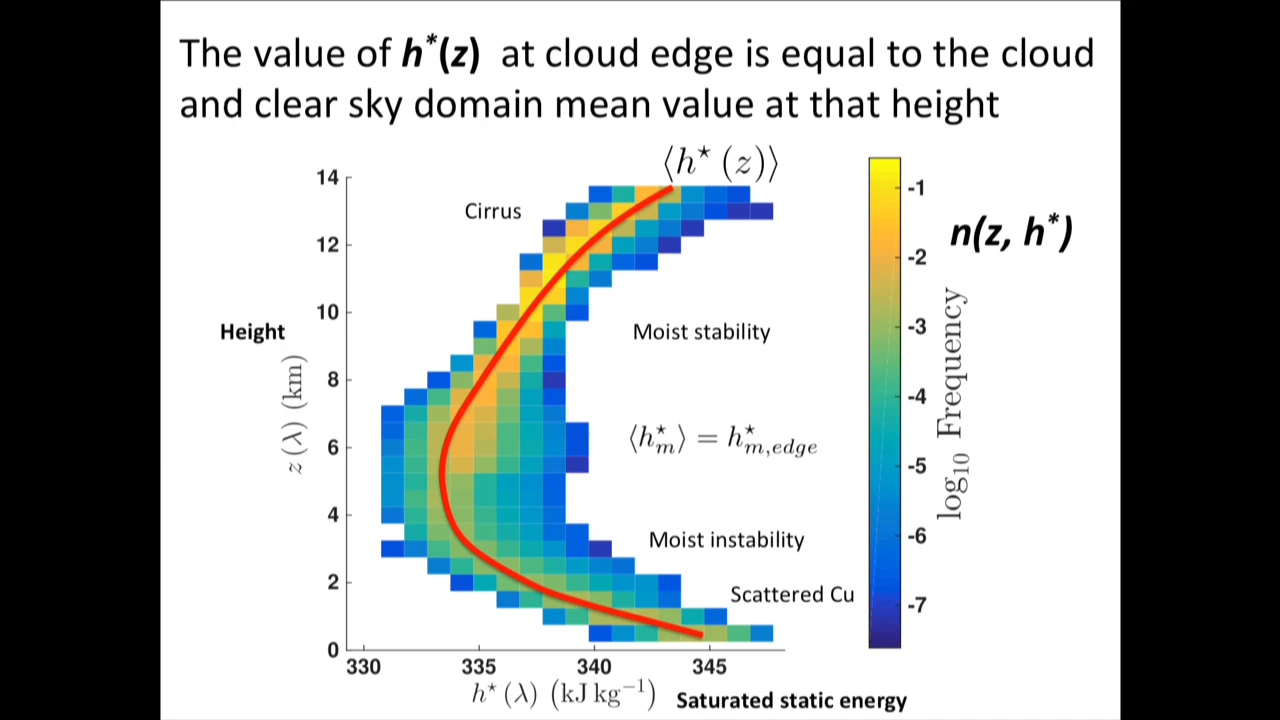 The value of h*(z) at cloud edge is equal to the cloud
and clear sky domain mean value at that height
⟨h⋆ (z)⟩
14
12
10
8
6
4
2
0
Height
z (λ) (km)
Cirrus
Moist stability
⟨h⋆m⟩ = h⋆m,edge
Moist instability
Scattered Cu
330
335
340
345
h⋆ (λ) (kJ kg−1)
Saturated static energy
-1
-2
-3
-4
-5
-6
-7
n(z, h*)
log10 Frequency